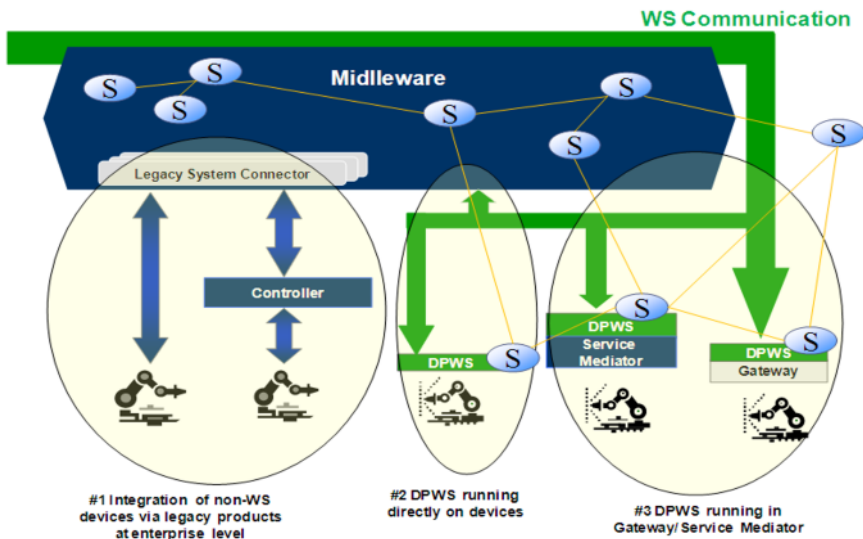 WS Communication
Midlleware
S
S
S
S
S
S
S
Legacy System Connector
Controller
S
DPWS
Service
Mediator
DPWS
S
DPWS
Gateway
S
#1 Integration of non-WS
devices via legacy products
at enterprise level
#2 DPWS running
directly on devices
#3 DPWS running in
Gateway/Service Mediator